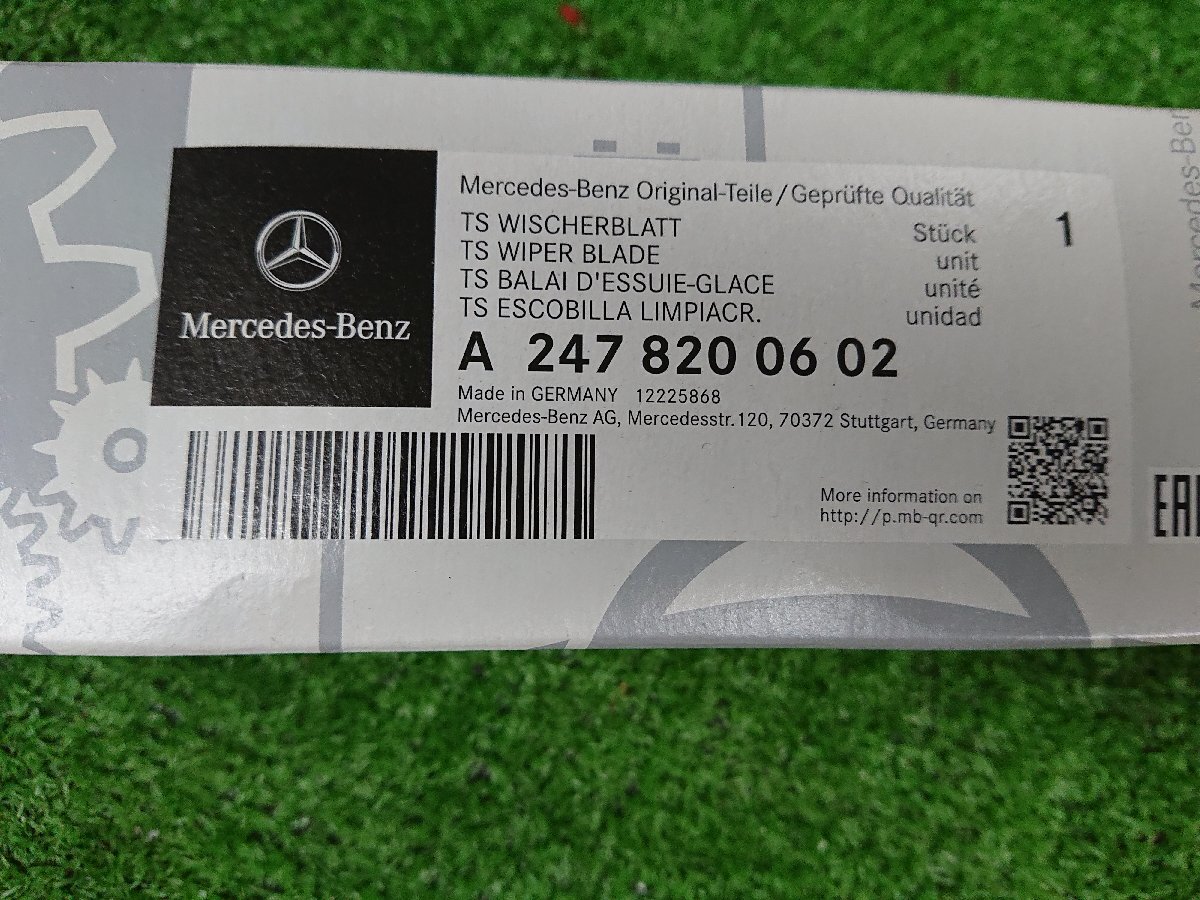 Mercedes-Benz
Mercedes-Benz Original-Teile/Geprüfte Qualität
TS WISCHERBLATT Stück 1
TS WIPER BLADE unit
TS BALAI D'ESSUIE-GLACE unité
TS ESCOBILLA LIMPIACR. unidad
A 247 820 06 02
Made in GERMANY 12225868
Mercedes-Benz AG, Mercedesstr.120, 70372 Stuttgart, Germany
More information on
http://p.mb-qr.com